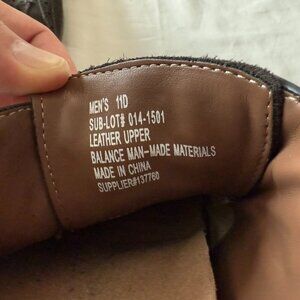 MEN'S 11D
SUB-LOT# 014-1501
LEATHER UPPER
BALANCE MAN-MADE MATERIALS
MADE IN CHINA
SUPPLIER#137760